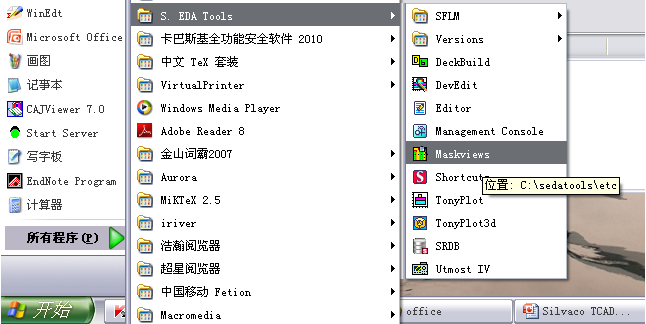 WinEdt
Microsoft Office
画图
记事本
CAJViewer 7.0
Start Server
写字板
EndNote Program
计算器
所有程序(P)
开始
S. EDA Tools
卡巴斯基全功能安全软件 2010
中文 TeX 套装
VirtualPrinter
Windows Media Player
Adobe Reader 8
金山词霸2007
Aurora
MiKTeX 2.5
iriver
浩瀚阅览器
超星阅览器
中国移动 Fetion
Macromedia
SFLM
Versions
DeckBuild
DevEdit
Editor
Management Console
Maskviews
Shortcuts
位置: C:\sedatools\etc
TonyPlot
TonyPlot3d
SRDB
Utmost IV
office
Silvaco TCAD...